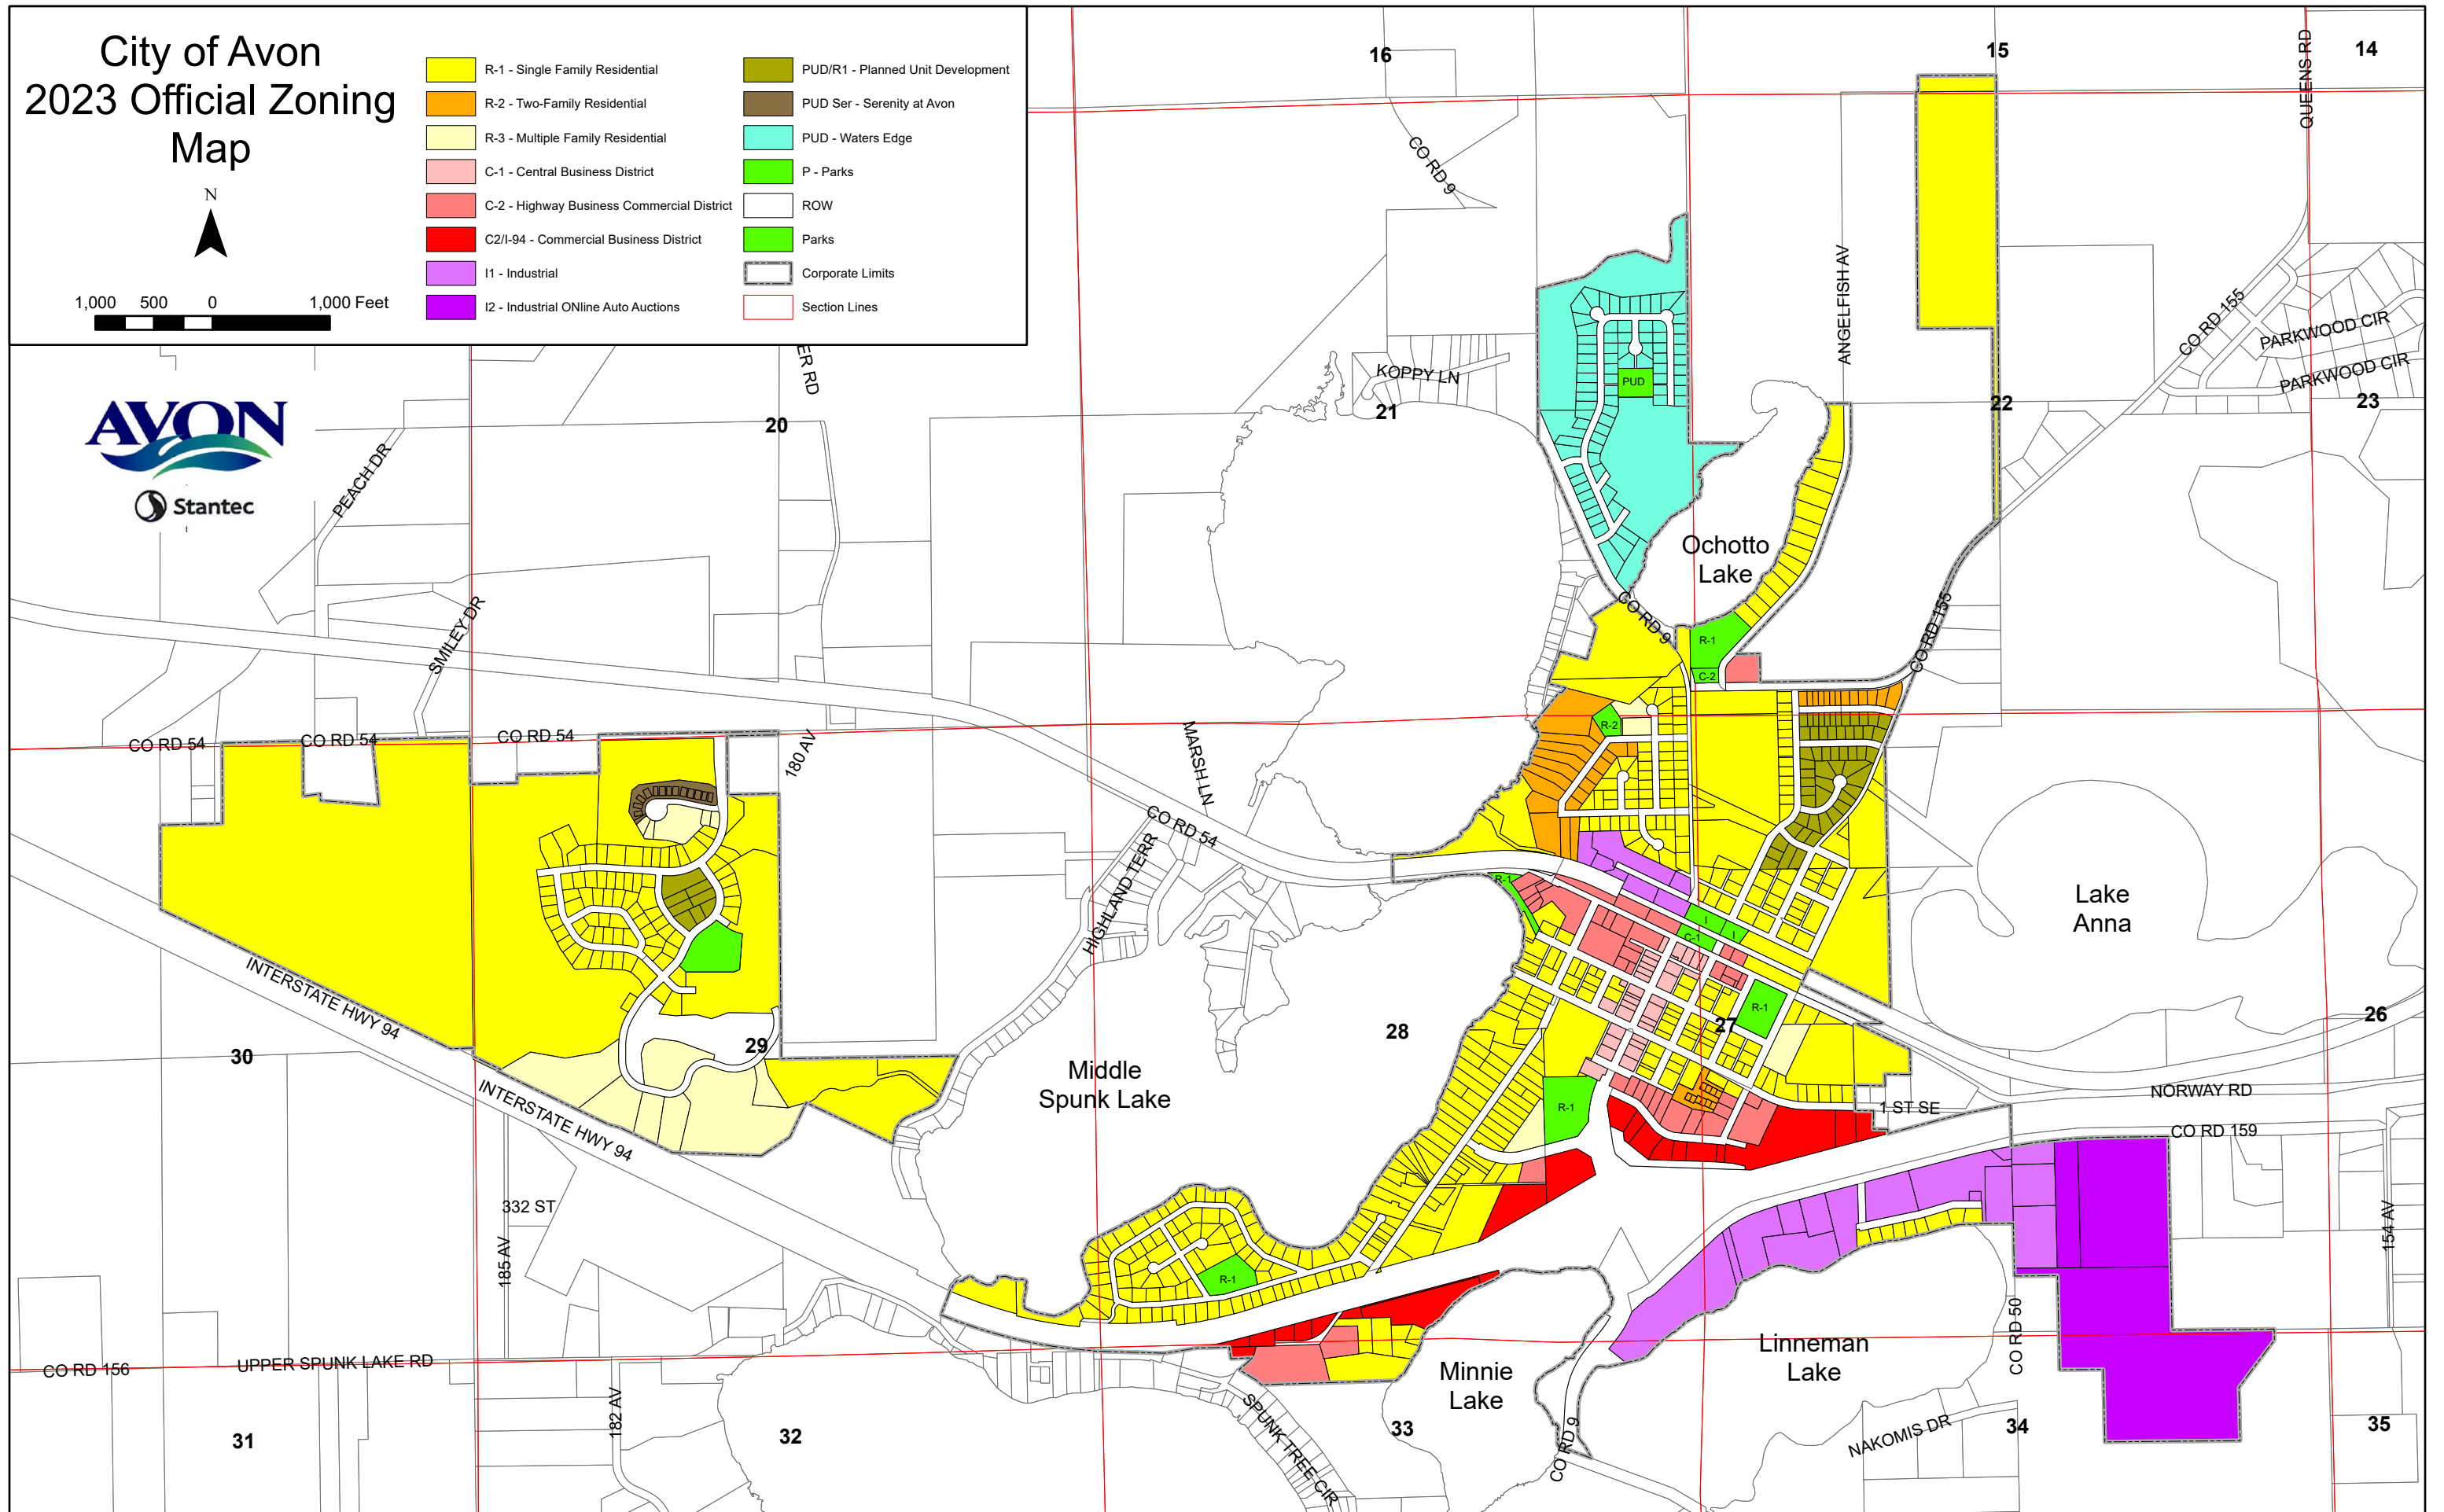 City of Avon
2023 Official Zoning
Map
N
1,000 500 0 1,000 Feet
R-1 - Single Family Residential
R-2 - Two-Family Residential
R-3 - Multiple Family Residential
C-1 - Central Business District
C-2 - Highway Business Commercial District
C2/I-94 - Commercial Business District
I1 - Industrial
I2 - Industrial ONline Auto Auctions
PUD/R1 - Planned Unit Development
PUD Ser - Serenity at Avon
PUD - Waters Edge
P - Parks
ROW
Parks
Corporate Limits
Section Lines
AVON
Stantec
16
15
14
QUEENS RD
CO RD 9
ANGELFISH AV
CO RD 155
PARKWOOD CIR
PARKWOOD CIR
ER RD
KOPPY LN
PUD
20
21
22
23
PEACH DR
Ochotto
Lake
SMILEY DR
CO RD 9
CO RD 155
R-1
C-2
R-2
CO RD 54
CO RD 54
CO RD 54
180 AV
MARSH LN
CO RD 54
HIGHLAND TERR
R-1
Lake
Anna
I
C-1
I
INTERSTATE HWY 94
R-1
30
29
28
27
26
Middle
Spunk Lake
INTERSTATE HWY 94
R-1
1 ST SE
NORWAY RD
CO RD 159
332 ST
185 AV
154 AV
R-1
CO RD 50
Linneman
Lake
Minnie
Lake
CO RD 156
UPPER SPUNK LAKE RD
182 AV
SPUNK TREE CIR
CO RD 9
NAKOMIS DR
31
32
33
34
35